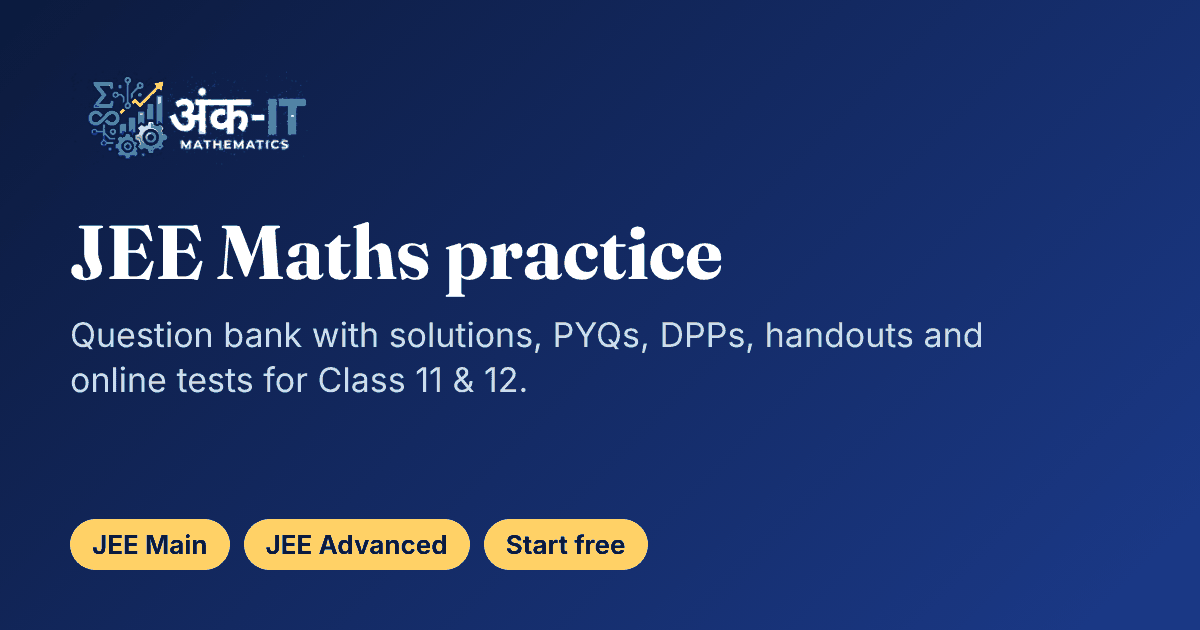 अंक-IT
MATHEMATICS
JEE Maths practice
Question bank with solutions, PYQs, DPPs, handouts and
online tests for Class 11 & 12.
JEE Main
JEE Advanced
Start free